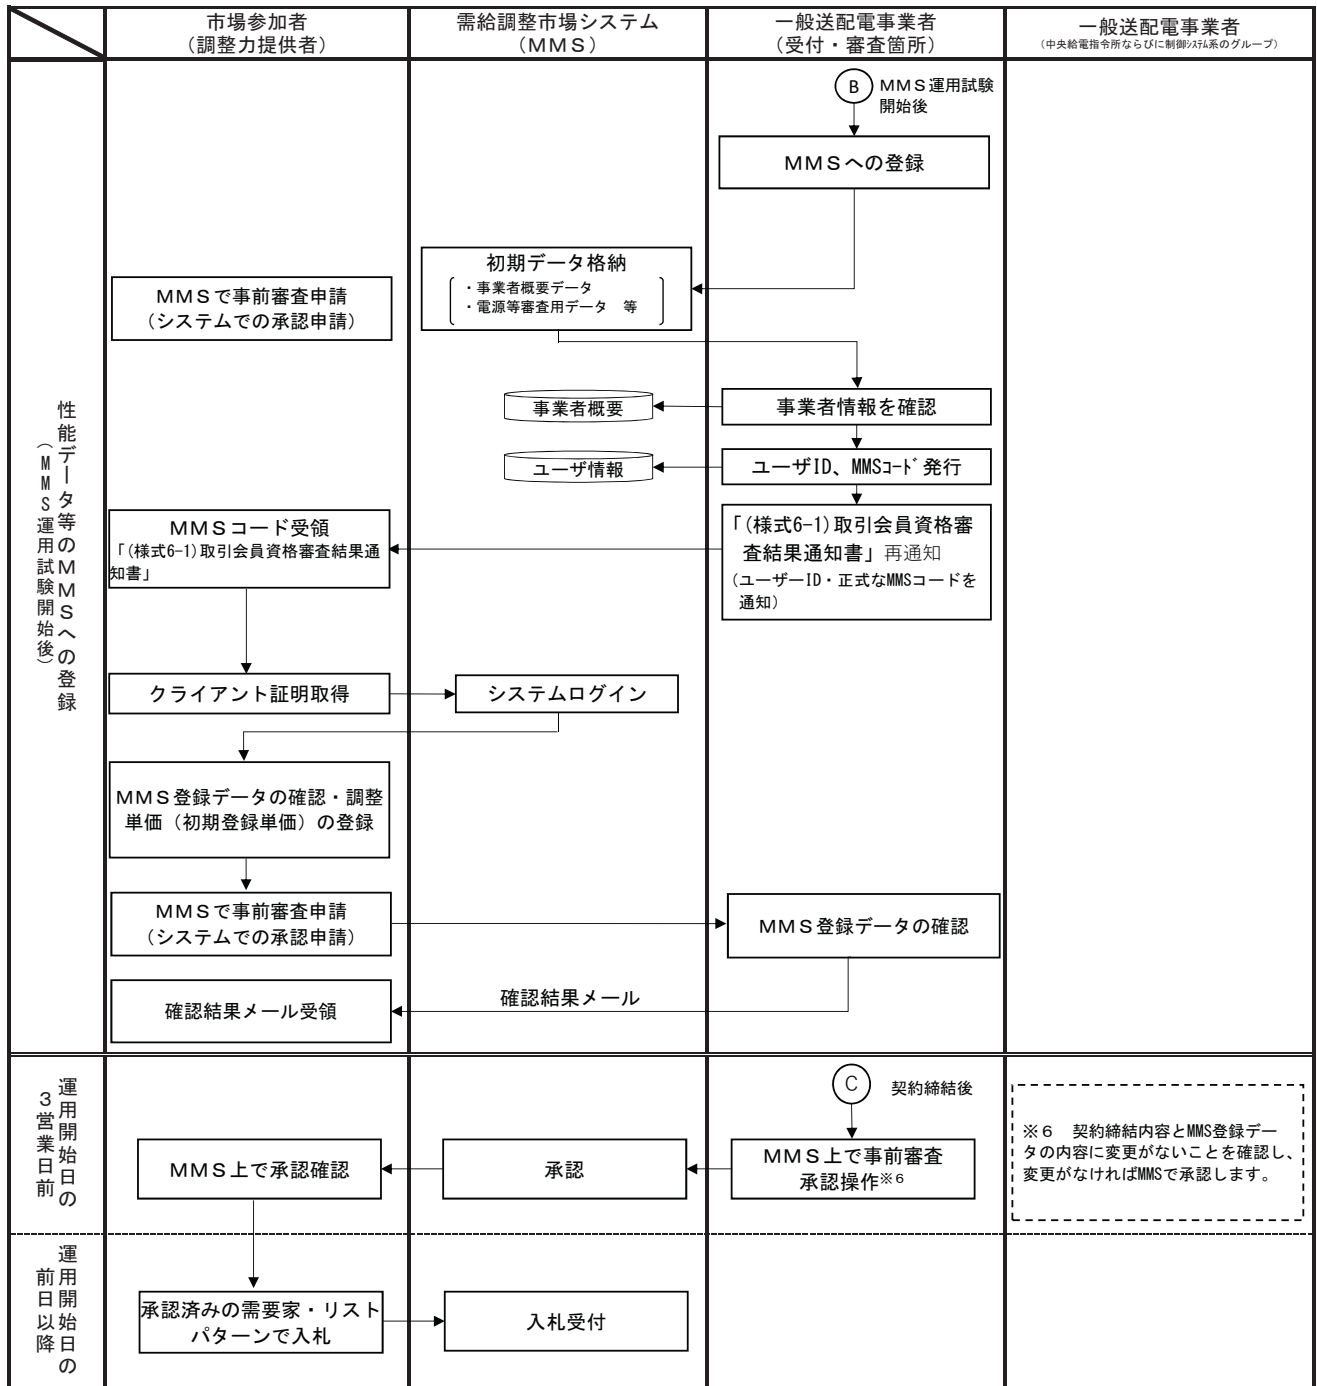 市場参加者
（調整力提供者）
需給調整市場システム
（ＭＭＳ）
一般送配電事業者
（受付・審査箇所）
一般送配電事業者
（中央給電指令所ならびに制御ｼｽﾃﾑ系のグループ）
性能データ等のＭＭＳへの登録
（ＭＭＳ運用試験開始後）
B
ＭＭＳ運用試験
開始後
ＭＭＳへの登録
初期データ格納
・事業者概要データ
・電源等審査用データ　等
ＭＭＳで事前審査申請
（システムでの承認申請）
事業者概要
事業者情報を確認
ユーザ情報
ユーザID、MMSｺｰﾄﾞ発行
ＭＭＳコード受領
「(様式6-1)取引会員資格審査結果通
知書」
「(様式6-1)取引会員資格審
査結果通知書」再通知
（ユーザーID・正式なMMSコードを
通知）
クライアント証明取得
システムログイン
ＭＭＳ登録データの確認・調整
単価（初期登録単価）の登録
ＭＭＳで事前審査申請
（システムでの承認申請）
ＭＭＳ登録データの確認
確認結果メール受領
確認結果メール
運用開始日の
３営業日前
C
契約締結後
ＭＭＳ上で承認確認
承認
ＭＭＳ上で事前審査
承認操作※６
※６　契約締結内容とMMS登録デー
タの内容に変更がないことを確認し、
変更がなければMMSで承認します。
運用開始日の
前日以降
承認済みの需要家・リスト
パターンで入札
入札受付